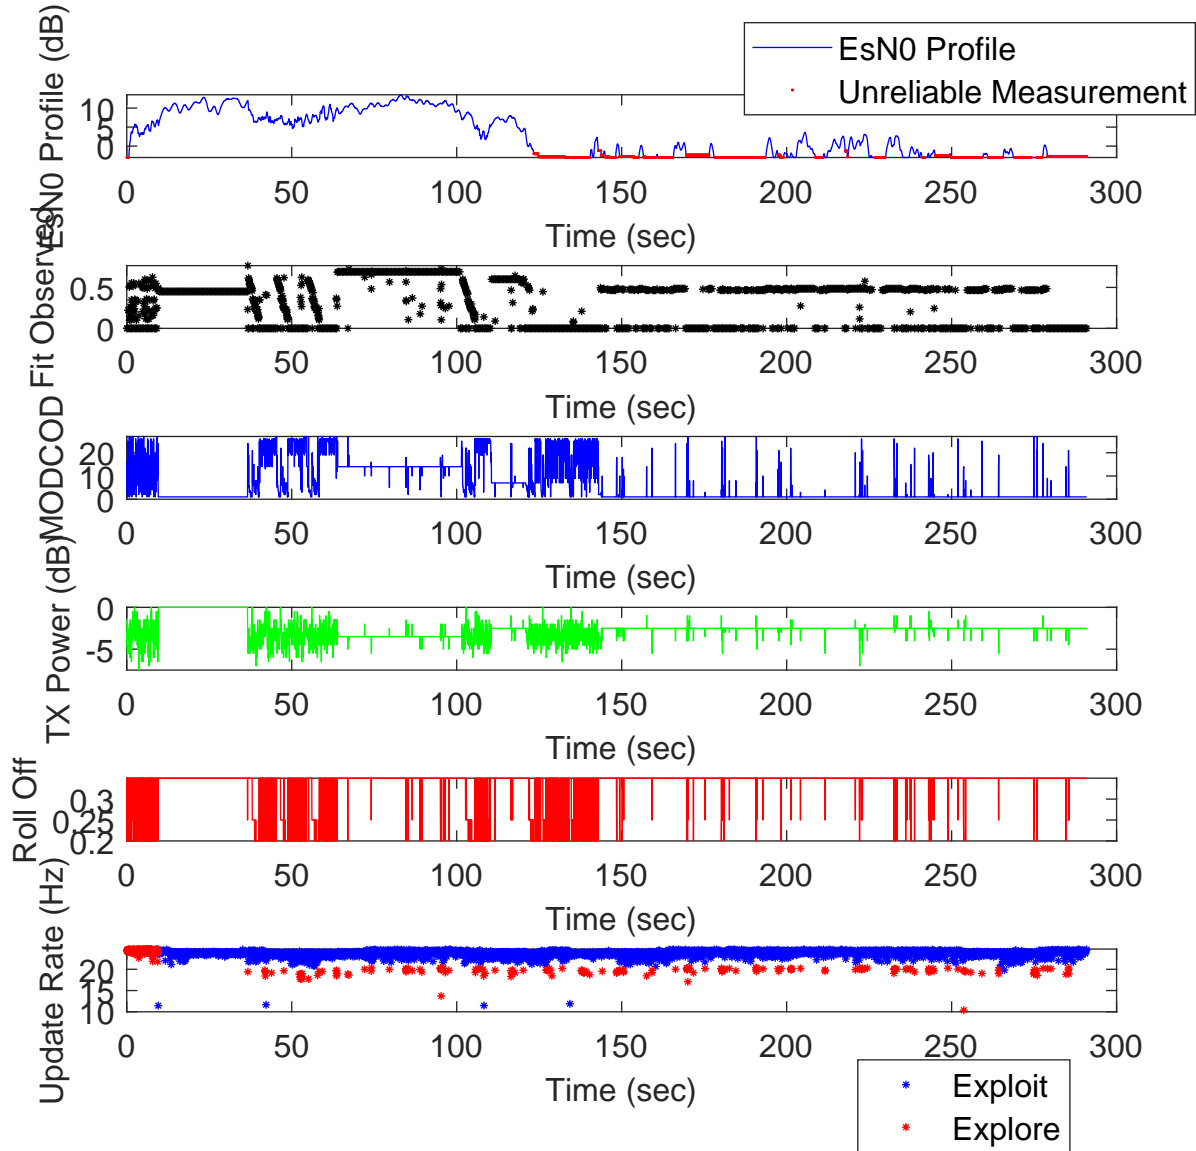 EsN0 Profile
Unreliable Measurement
EsN0 Profile (dB)
10
5
0
0 50 100 150 200 250 300
Time (sec)
Fit Observed
0.5
0
0 50 100 150 200 250 300
Time (sec)
MODCOD
20
10
0
0 50 100 150 200 250 300
Time (sec)
TX Power (dB)
0
-5
0 50 100 150 200 250 300
Time (sec)
Roll Off
0.3
0.25
0.2
0 50 100 150 200 250 300
Time (sec)
Update Rate (Hz)
20
15
10
0 50 100 150 200 250 300
Time (sec)
Exploit
Explore